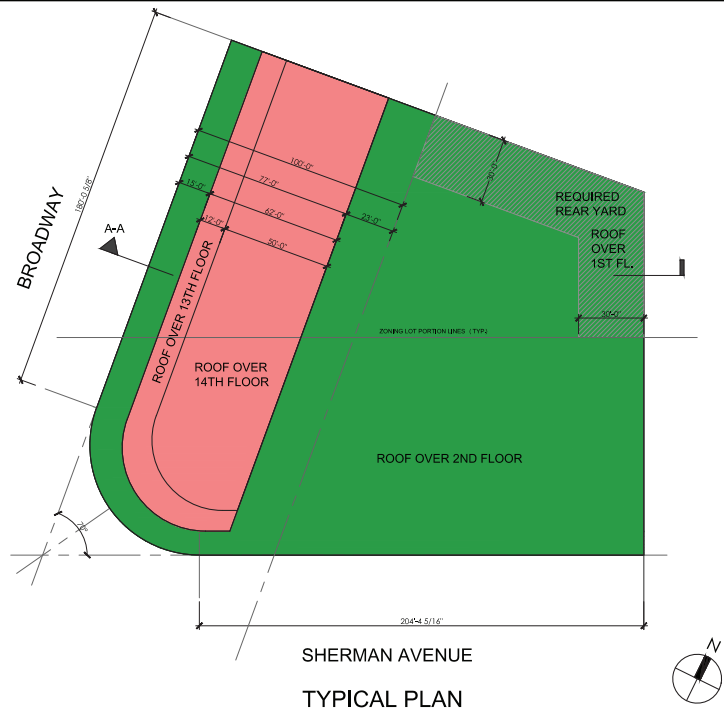 BROADWAY
180'-0 5/8"
A-A
100'-0"
77'-0"
15'-0"
62'-0"
23'-0"
12'-0"
50'-0"
30'-0"
REQUIRED
REAR YARD
ROOF
OVER
1ST FL.
30'-0"
ROOF OVER 13TH FLOOR
ZONING LOT PORTION LINES (TYP.)
ROOF OVER
14TH FLOOR
ROOF OVER 2ND FLOOR
70°
204'-4 5/16"
SHERMAN AVENUE
TYPICAL PLAN
N